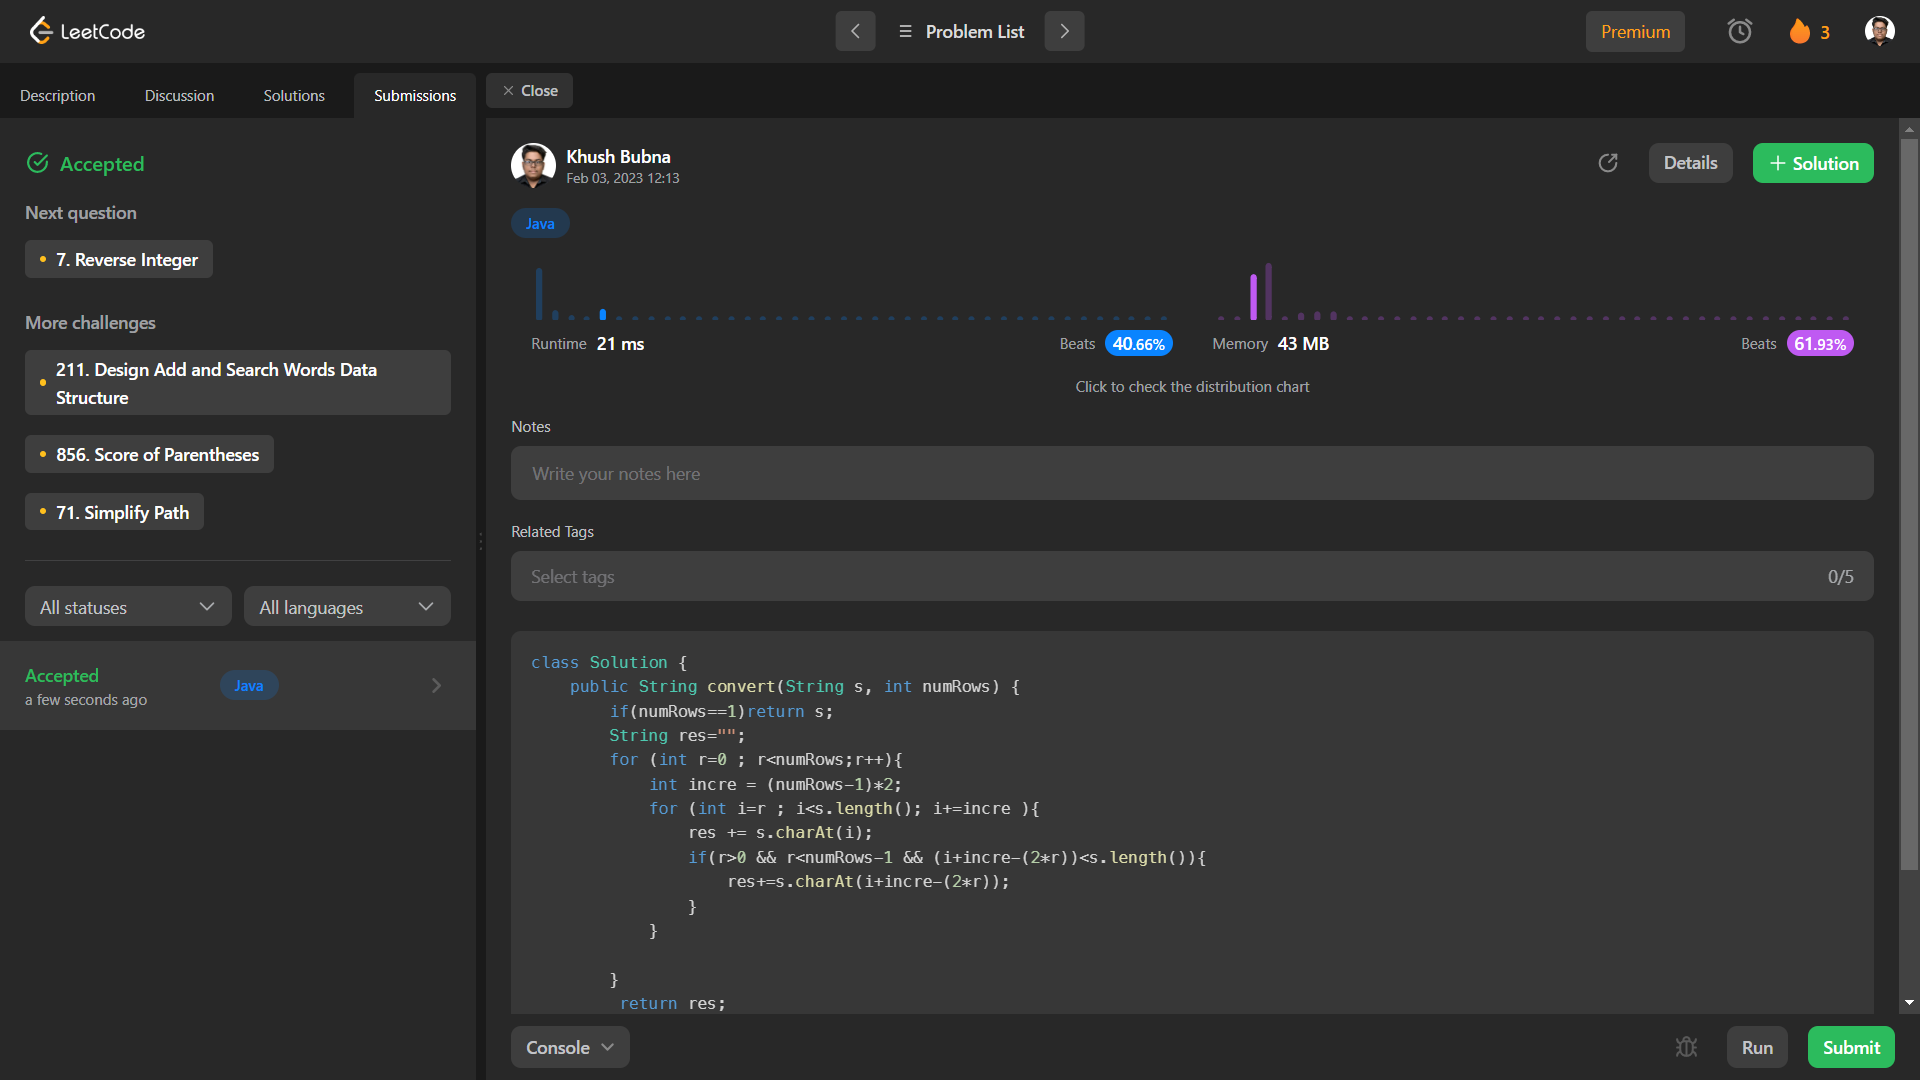 LeetCode
Problem List
Premium
3
Description
Discussion
Solutions
Submissions
Close
Accepted
Next question
7. Reverse Integer
More challenges
211. Design Add and Search Words Data
Structure
856. Score of Parentheses
71. Simplify Path
All statuses
All languages
Accepted
a few seconds ago
Java
Khush Bubna
Feb 03, 2023 12:13
Details
+ Solution
Java
Runtime 21 ms
Beats 40.66%
Memory 43 MB
Beats 61.93%
Click to check the distribution chart
Notes
Write your notes here
Related Tags
Select tags
0/5
class Solution {
    public String convert(String s, int numRows) {
        if(numRows==1)return s;
        String res="";
        for (int r=0 ; r<numRows;r++){
            int incre = (numRows-1)*2;
            for (int i=r ; i<s.length(); i+=incre ){
                res += s.charAt(i);
                if(r>0 && r<numRows-1 && (i+incre-(2*r))<s.length()){
                    res+=s.charAt(i+incre-(2*r));
                }
            }
        }
         return res;
Console
Run
Submit